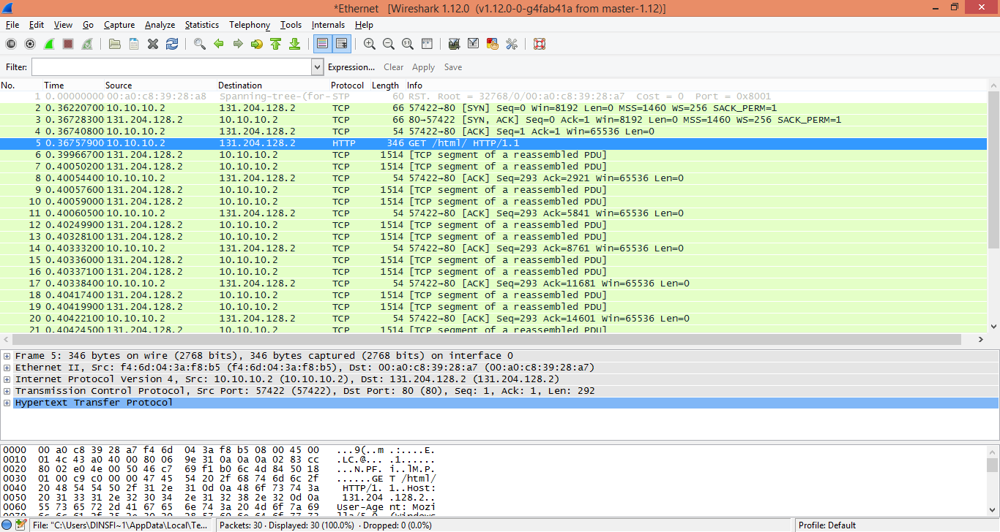 *Ethernet [Wireshark 1.12.0 (v1.12.0-0-g4fab41a from master-1.12)]
File Edit View Go Capture Analyze Statistics Telephony Tools Internals Help
Filter: Expression... Clear Apply Save
No. Time Source Destination Protocol Length Info
1 0.00000000 00:a0:c8:39:28:a8 Spanning-tree-(for- STP 60 RST. Root = 32768/0/00:a0:c8:39:28:a7 Cost = 0 Port = 0x8001
2 0.36220700 10.10.10.2 131.204.128.2 TCP 66 57422→80 [SYN] Seq=0 Win=8192 Len=0 MSS=1460 WS=256 SACK_PERM=1
3 0.36728300 131.204.128.2 10.10.10.2 TCP 66 80→57422 [SYN, ACK] Seq=0 Ack=1 Win=8192 Len=0 MSS=1460 WS=256 SACK_PERM=1
4 0.36740800 10.10.10.2 131.204.128.2 TCP 54 57422→80 [ACK] Seq=1 Ack=1 Win=65536 Len=0
5 0.36757900 10.10.10.2 131.204.128.2 HTTP 346 GET /html/ HTTP/1.1
6 0.39966700 131.204.128.2 10.10.10.2 TCP 1514 [TCP segment of a reassembled PDU]
7 0.40050200 131.204.128.2 10.10.10.2 TCP 1514 [TCP segment of a reassembled PDU]
8 0.40054400 10.10.10.2 131.204.128.2 TCP 54 57422→80 [ACK] Seq=293 Ack=2921 Win=65536 Len=0
9 0.40057600 131.204.128.2 10.10.10.2 TCP 1514 [TCP segment of a reassembled PDU]
10 0.40059000 131.204.128.2 10.10.10.2 TCP 1514 [TCP segment of a reassembled PDU]
11 0.40060500 10.10.10.2 131.204.128.2 TCP 54 57422→80 [ACK] Seq=293 Ack=5841 Win=65536 Len=0
12 0.40249900 131.204.128.2 10.10.10.2 TCP 1514 [TCP segment of a reassembled PDU]
13 0.40328100 131.204.128.2 10.10.10.2 TCP 1514 [TCP segment of a reassembled PDU]
14 0.40333200 10.10.10.2 131.204.128.2 TCP 54 57422→80 [ACK] Seq=293 Ack=8761 Win=65536 Len=0
15 0.40336000 131.204.128.2 10.10.10.2 TCP 1514 [TCP segment of a reassembled PDU]
16 0.40337100 131.204.128.2 10.10.10.2 TCP 1514 [TCP segment of a reassembled PDU]
17 0.40338400 10.10.10.2 131.204.128.2 TCP 54 57422→80 [ACK] Seq=293 Ack=11681 Win=65536 Len=0
18 0.40417400 131.204.128.2 10.10.10.2 TCP 1514 [TCP segment of a reassembled PDU]
19 0.40419900 131.204.128.2 10.10.10.2 TCP 1514 [TCP segment of a reassembled PDU]
20 0.40422100 10.10.10.2 131.204.128.2 TCP 54 57422→80 [ACK] Seq=293 Ack=14601 Win=65536 Len=0
21 0.40424500 131.204.128.2 10.10.10.2 TCP 1514 [TCP segment of a reassembled PDU]
Frame 5: 346 bytes on wire (2768 bits), 346 bytes captured (2768 bits) on interface 0
Ethernet II, Src: f4:6d:04:3a:f8:b5 (f4:6d:04:3a:f8:b5), Dst: 00:a0:c8:39:28:a7 (00:a0:c8:39:28:a7)
Internet Protocol Version 4, Src: 10.10.10.2 (10.10.10.2), Dst: 131.204.128.2 (131.204.128.2)
Transmission Control Protocol, Src Port: 57422 (57422), Dst Port: 80 (80), Seq: 1, Ack: 1, Len: 292
Hypertext Transfer Protocol
0000 00 a0 c8 39 28 a7 f4 6d 04 3a f8 b5 08 00 45 00 ...9(..m .:....E.
0010 01 4c 43 a0 40 00 80 06 9e 31 0a 0a 0a 02 83 cc .LC.@... .1......
0020 80 02 e0 4e 00 50 46 c7 69 f1 b0 6c 4d 84 50 18 ...N.PF. i..lM.P.
0030 01 00 c9 c0 00 00 47 45 54 20 2f 68 74 6d 6c 2f ......GE T /html/
0040 20 48 54 54 50 2f 31 2e 31 0d 0a 48 6f 73 74 3a HTTP/1. 1..Host:
0050 20 31 33 31 2e 32 30 34 2e 31 32 38 2e 32 0d 0a 131.204 .128.2..
0060 55 73 65 72 2d 41 67 65 6e 74 3a 20 4d 6f 7a 69 User-Age nt: Mozi
0070 6c 6c 61 2f 35 2e 30 20 28 57 69 6e 64 6f 77 73 lla/5.0 (Windows
File: "C:\Users\DINSFI~1\AppData\Local\Te... Packets: 30 · Displayed: 30 (100.0%) · Dropped: 0 (0.0%) Profile: Default